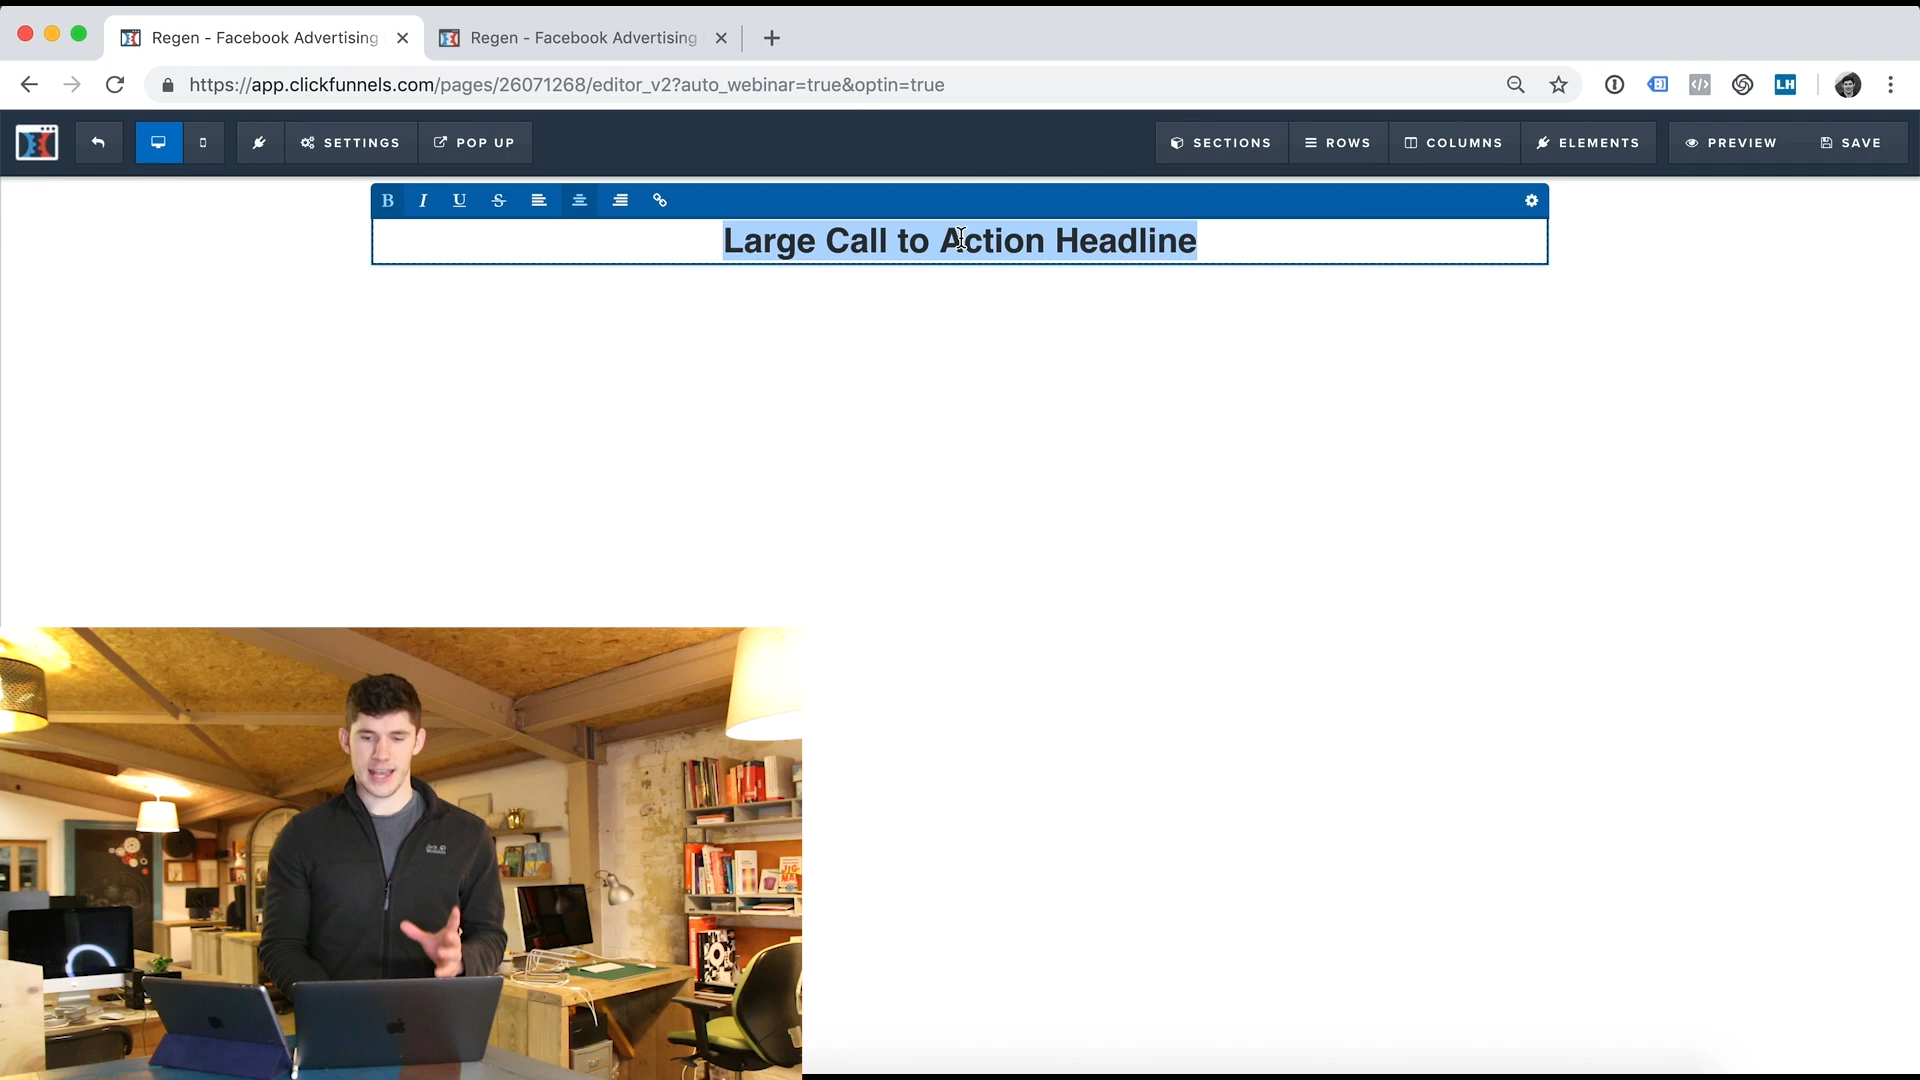 Regen - Facebook Advertising
Regen - Facebook Advertising
https://app.clickfunnels.com/pages/26071268/editor_v2?auto_webinar=true&optin=true
LH
SETTINGS
POP UP
SECTIONS
ROWS
COLUMNS
ELEMENTS
PREVIEW
SAVE
B I U S
Large Call to Action Headline